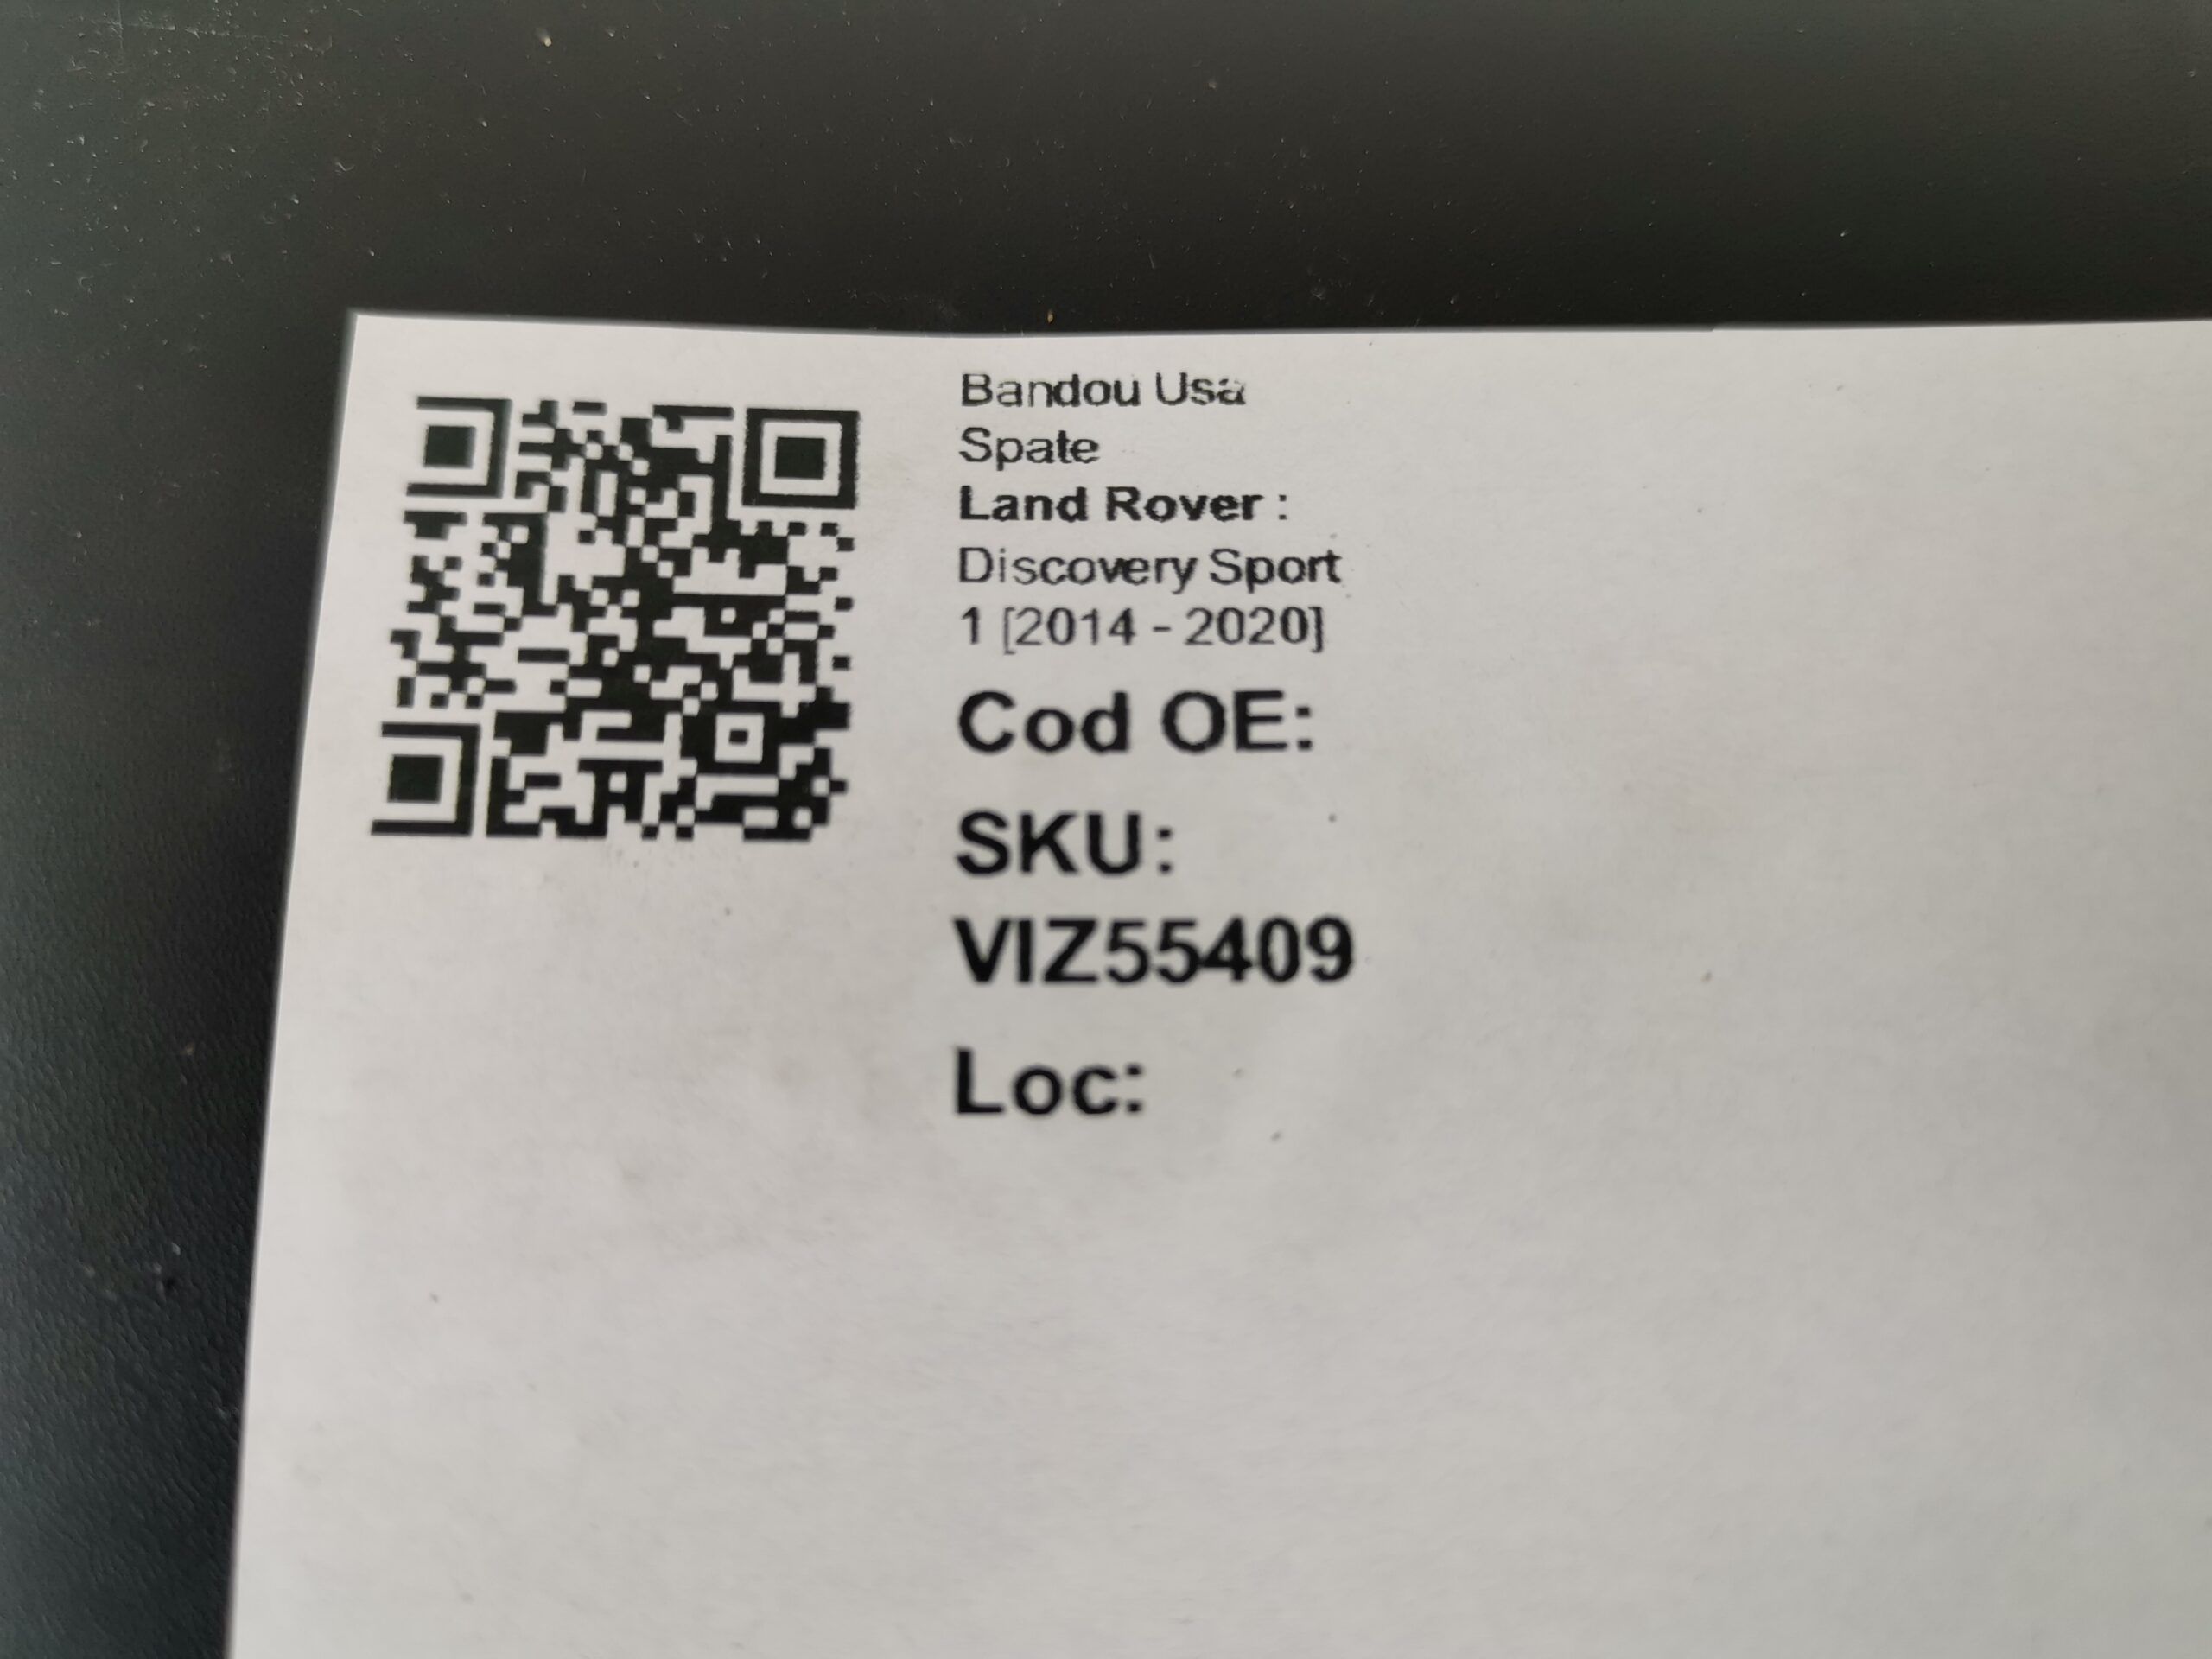 Bandou Usa
Spate
Land Rover :
Discovery Sport
1 [2014 - 2020]
Cod OE:
SKU:
VIZ55409
Loc: